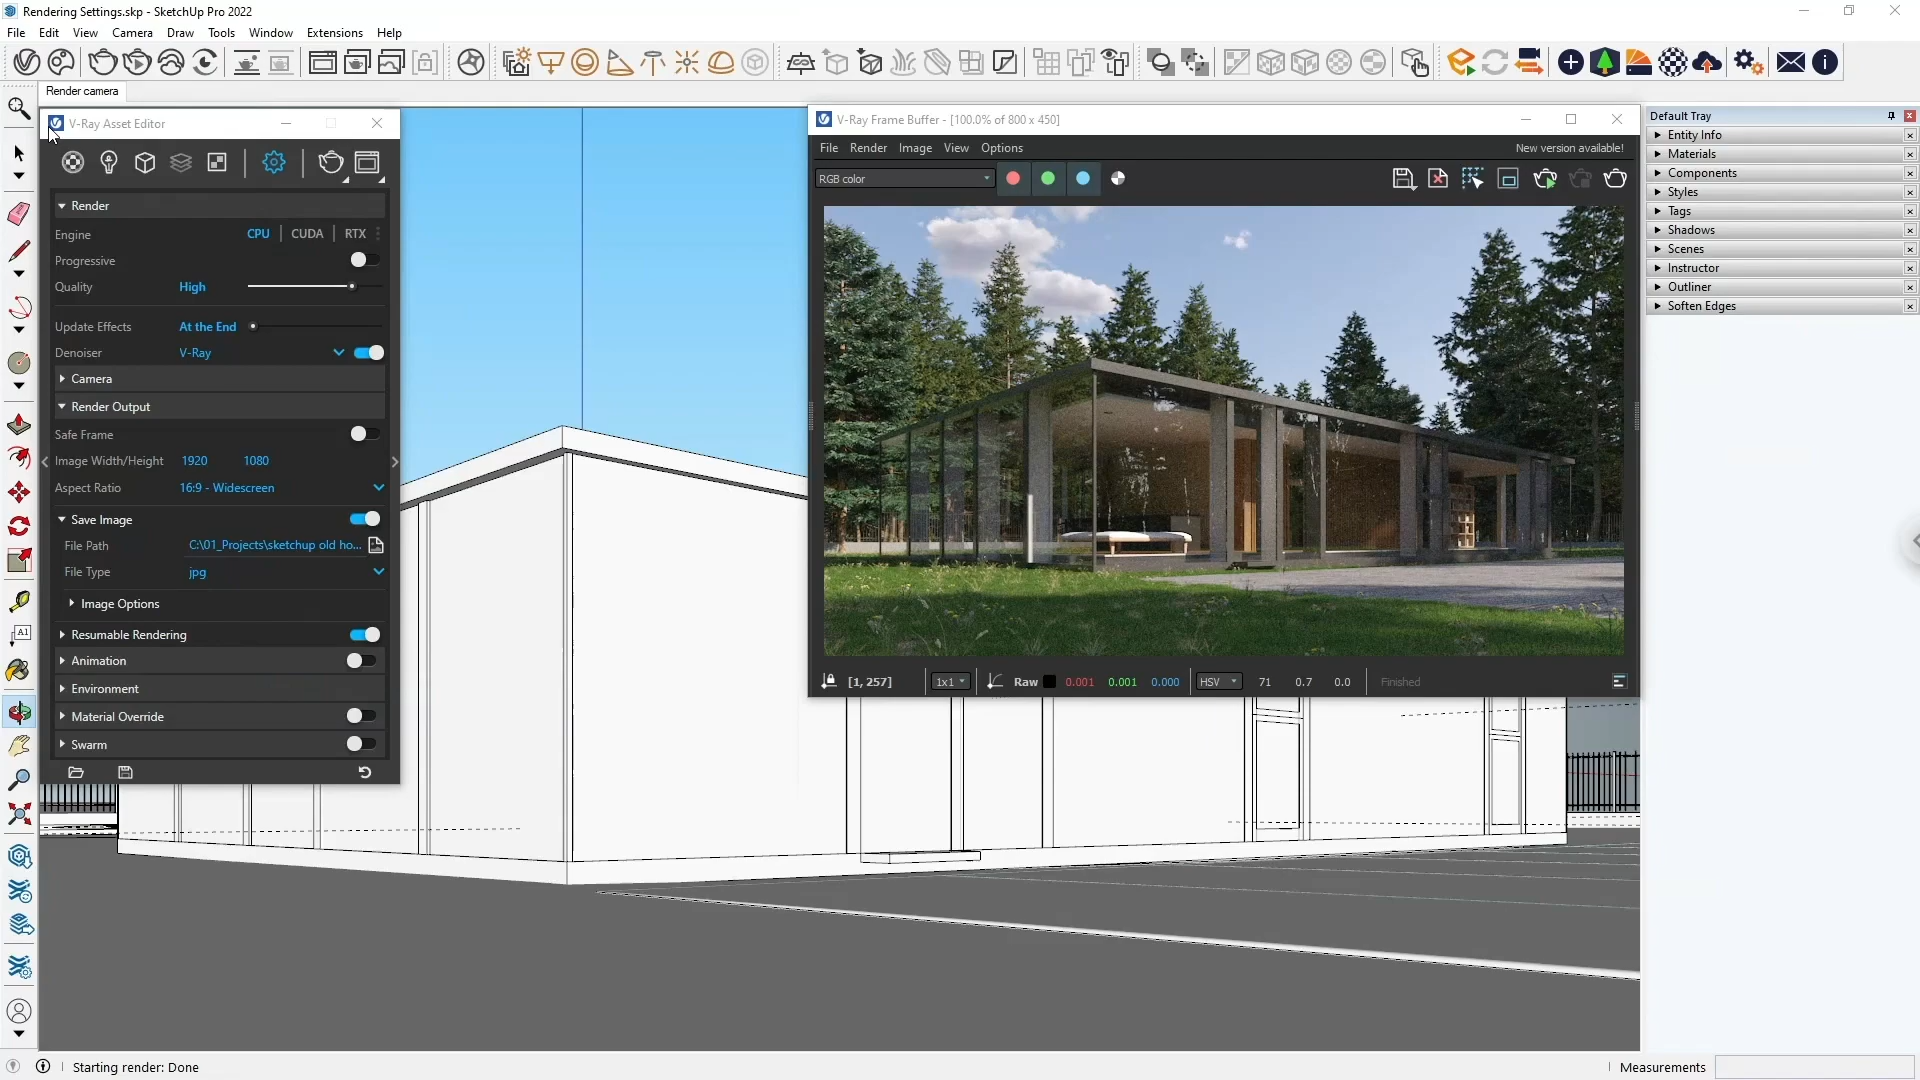 Rendering Settings.skp - SketchUp Pro 2022
File Edit View Camera Draw Tools Window Extensions Help
Render camera
V-Ray Asset Editor
Render
Engine CPU CUDA RTX
Progressive
Quality High
Update Effects At the End
Denoiser V-Ray
Camera
Render Output
Safe Frame
Image Width/Height 1920 1080
Aspect Ratio 16:9 - Widescreen
Save Image
File Path C:\01_Projects\sketchup old ho...
File Type jpg
Image Options
Resumable Rendering
Animation
Environment
Material Override
Swarm
V-Ray Frame Buffer - [100.0% of 800 x 450]
File Render Image View Options New version available!
RGB color
[1, 257] 1x1 Raw 0.001 0.001 0.000 HSV 71 0.7 0.0 Finished
Default Tray
Entity Info
Materials
Components
Styles
Tags
Shadows
Scenes
Instructor
Outliner
Soften Edges
A1
Starting render: Done
Measurements